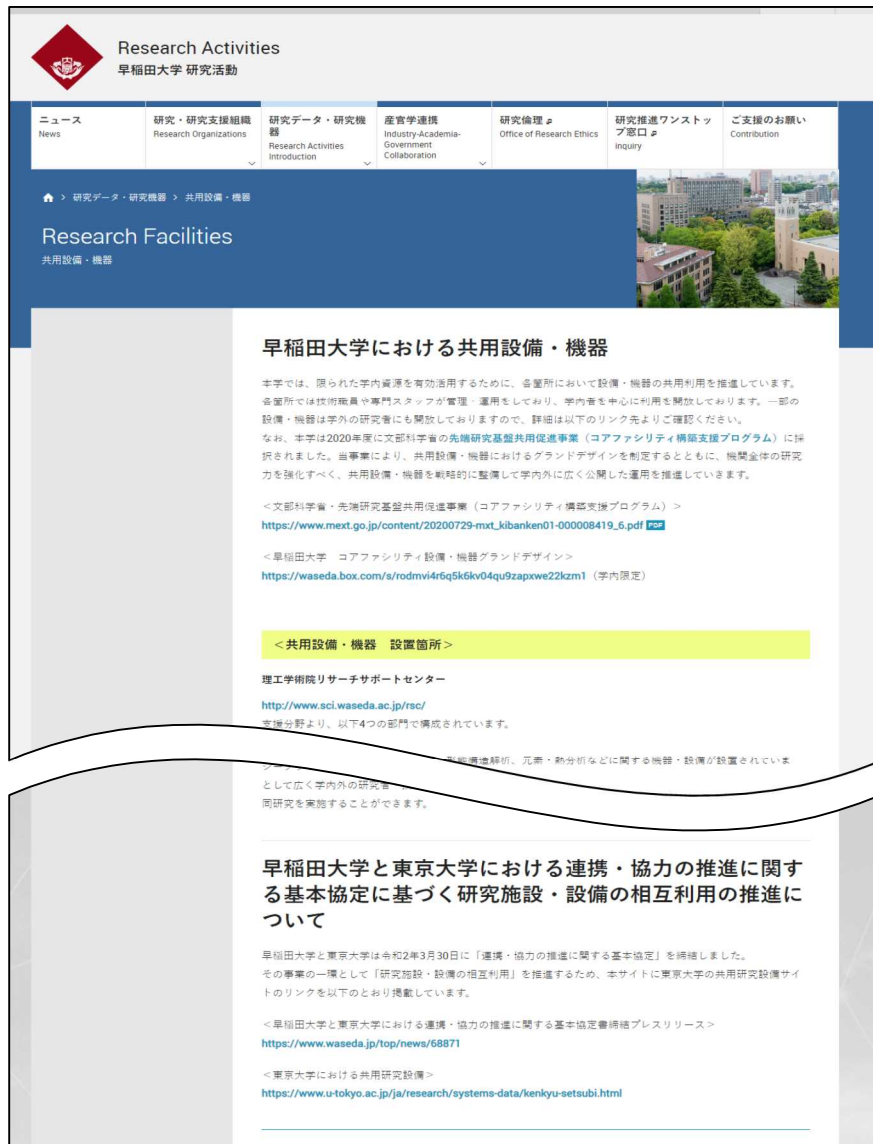 Research Activities
早稲田大学 研究活動
ニュース
News
研究・研究支援組織
Research Organizations
研究データ・研究機
器
Research Activities
Introduction
産官学連携
Industry-Academia-
Government
Collaboration
研究倫理
Office of Research Ethics
研究推進ワンストッ
プ窓口
inquiry
ご支援のお願い
Contribution
> 研究データ・研究機器 > 共用設備・機器
Research Facilities
共用設備・機器
早稲田大学における共用設備・機器
本学では、限られた学内資源を有効活用するために、各箇所において設備・機器の共用利用を推進しています。
各箇所では技術職員や専門スタッフが管理・運用をしており、学内者を中心に利用を開放しております。一部の
設備・機器は学外の研究者にも開放しておりますので、詳細は以下のリンク先よりご確認ください。
なお、本学は2020年度に文部科学省の先端研究基盤共用促進事業（コアファシリティ構築支援プログラム）に採
択されました。当事業により、共用設備・機器におけるグランドデザインを制定するとともに、機関全体の研究
力を強化すべく、共用設備・機器を戦略的に整備して学内外に広く公開した運用を推進していきます。
＜文部科学省・先端研究基盤共用促進事業（コアファシリティ構築支援プログラム）＞
https://www.mext.go.jp/content/20200729-mxt_kibanken01-000008419_6.pdf PDF
＜早稲田大学　コアファシリティ設備・機器グランドデザイン＞
https://waseda.box.com/s/rodmvi4r6q5k6kv04qu9zapxwe22kzm1 （学内限定）
＜共用設備・機器　設置箇所＞
理工学術院リサーチサポートセンター
http://www.sci.waseda.ac.jp/rsc/
支援分野より、以下4つの部門で構成されています。
構造解析、元素・熱分析などに関する機器・設備が設置されていま
として広く学内外の研究者
同研究を実施することができます。
早稲田大学と東京大学における連携・協力の推進に関す
る基本協定に基づく研究施設・設備の相互利用の推進に
ついて
早稲田大学と東京大学は令和2年3月30日に「連携・協力の推進に関する基本協定」を締結しました。
その事業の一環として「研究施設・設備の相互利用」を推進するため、本サイトに東京大学の共用研究設備サイ
トのリンクを以下のとおり掲載しています。
＜早稲田大学と東京大学における連携・協力の推進に関する基本協定書締結プレスリリース＞
https://www.waseda.jp/top/news/68871
＜東京大学における共用研究設備＞
https://www.u-tokyo.ac.jp/ja/research/systems-data/kenkyu-setsubi.html